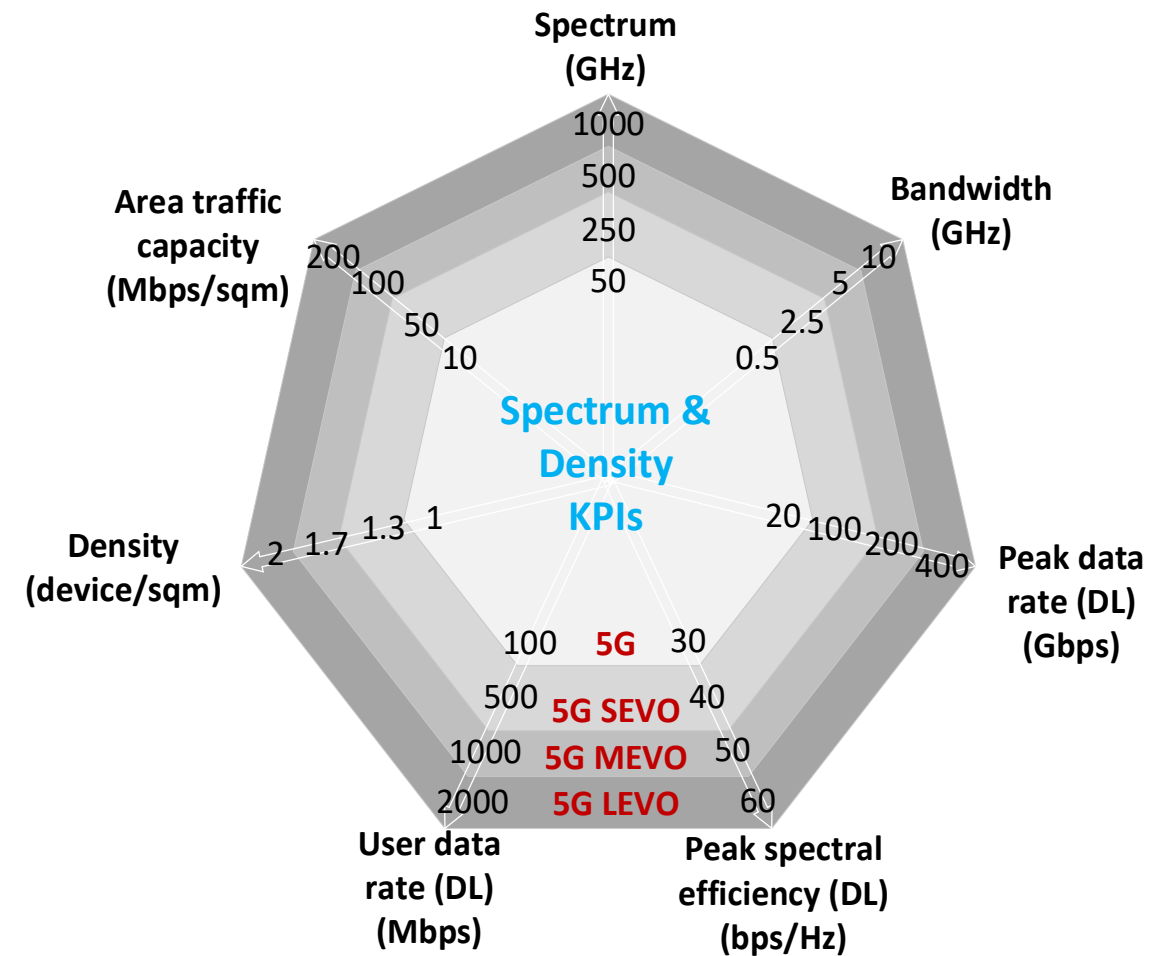 Spectrum
(GHz)
1000
500
250
50
Bandwidth
(GHz)
10
5
2.5
0.5
Area traffic
capacity
(Mbps/sqm)
200
100
50
10
Spectrum &
Density
KPIs
Density
(device/sqm)
2
1.7
1.3
1
20
100
200
400
Peak data
rate (DL)
(Gbps)
100
5G
30
500
5G SEVO
40
1000
5G MEVO
50
2000
5G LEVO
60
User data
rate (DL)
(Mbps)
Peak spectral
efficiency (DL)
(bps/Hz)